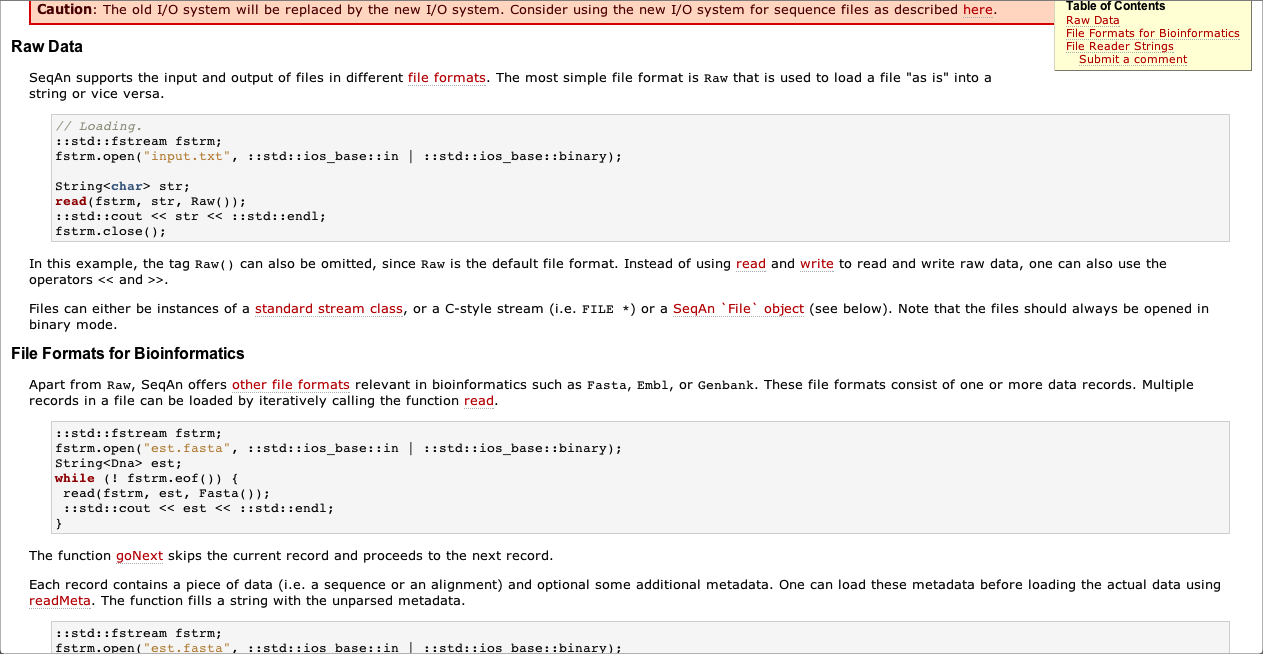 Caution: The old I/O system will be replaced by the new I/O system. Consider using the new I/O system for sequence files as described here.
Table of Contents
Raw Data
File Formats for Bioinformatics
File Reader Strings
Submit a comment
Raw Data
SeqAn supports the input and output of files in different file formats. The most simple file format is Raw that is used to load a file "as is" into a
string or vice versa.
// Loading.
::std::fstream fstrm;
fstrm.open("input.txt", ::std::ios_base::in | ::std::ios_base::binary);
String<char> str;
read(fstrm, str, Raw());
::std::cout << str << ::std::endl;
fstrm.close();
In this example, the tag Raw() can also be omitted, since Raw is the default file format. Instead of using read and write to read and write raw data, one can also use the
operators << and >>.
Files can either be instances of a standard stream class, or a C-style stream (i.e. FILE *) or a SeqAn `File` object (see below). Note that the files should always be opened in
binary mode.
File Formats for Bioinformatics
Apart from Raw, SeqAn offers other file formats relevant in bioinformatics such as Fasta, Embl, or Genbank. These file formats consist of one or more data records. Multiple
records in a file can be loaded by iteratively calling the function read.
::std::fstream fstrm;
fstrm.open("est.fasta", ::std::ios_base::in | ::std::ios_base::binary);
String<Dna> est;
while (! fstrm.eof()) {
 read(fstrm, est, Fasta());
 ::std::cout << est << ::std::endl;
}
The function goNext skips the current record and proceeds to the next record.
Each record contains a piece of data (i.e. a sequence or an alignment) and optional some additional metadata. One can load these metadata before loading the actual data using
readMeta. The function fills a string with the unparsed metadata.
::std::fstream fstrm;
fstrm.open("est.fasta", ::std::ios_base::in | ::std::ios_base::binary);